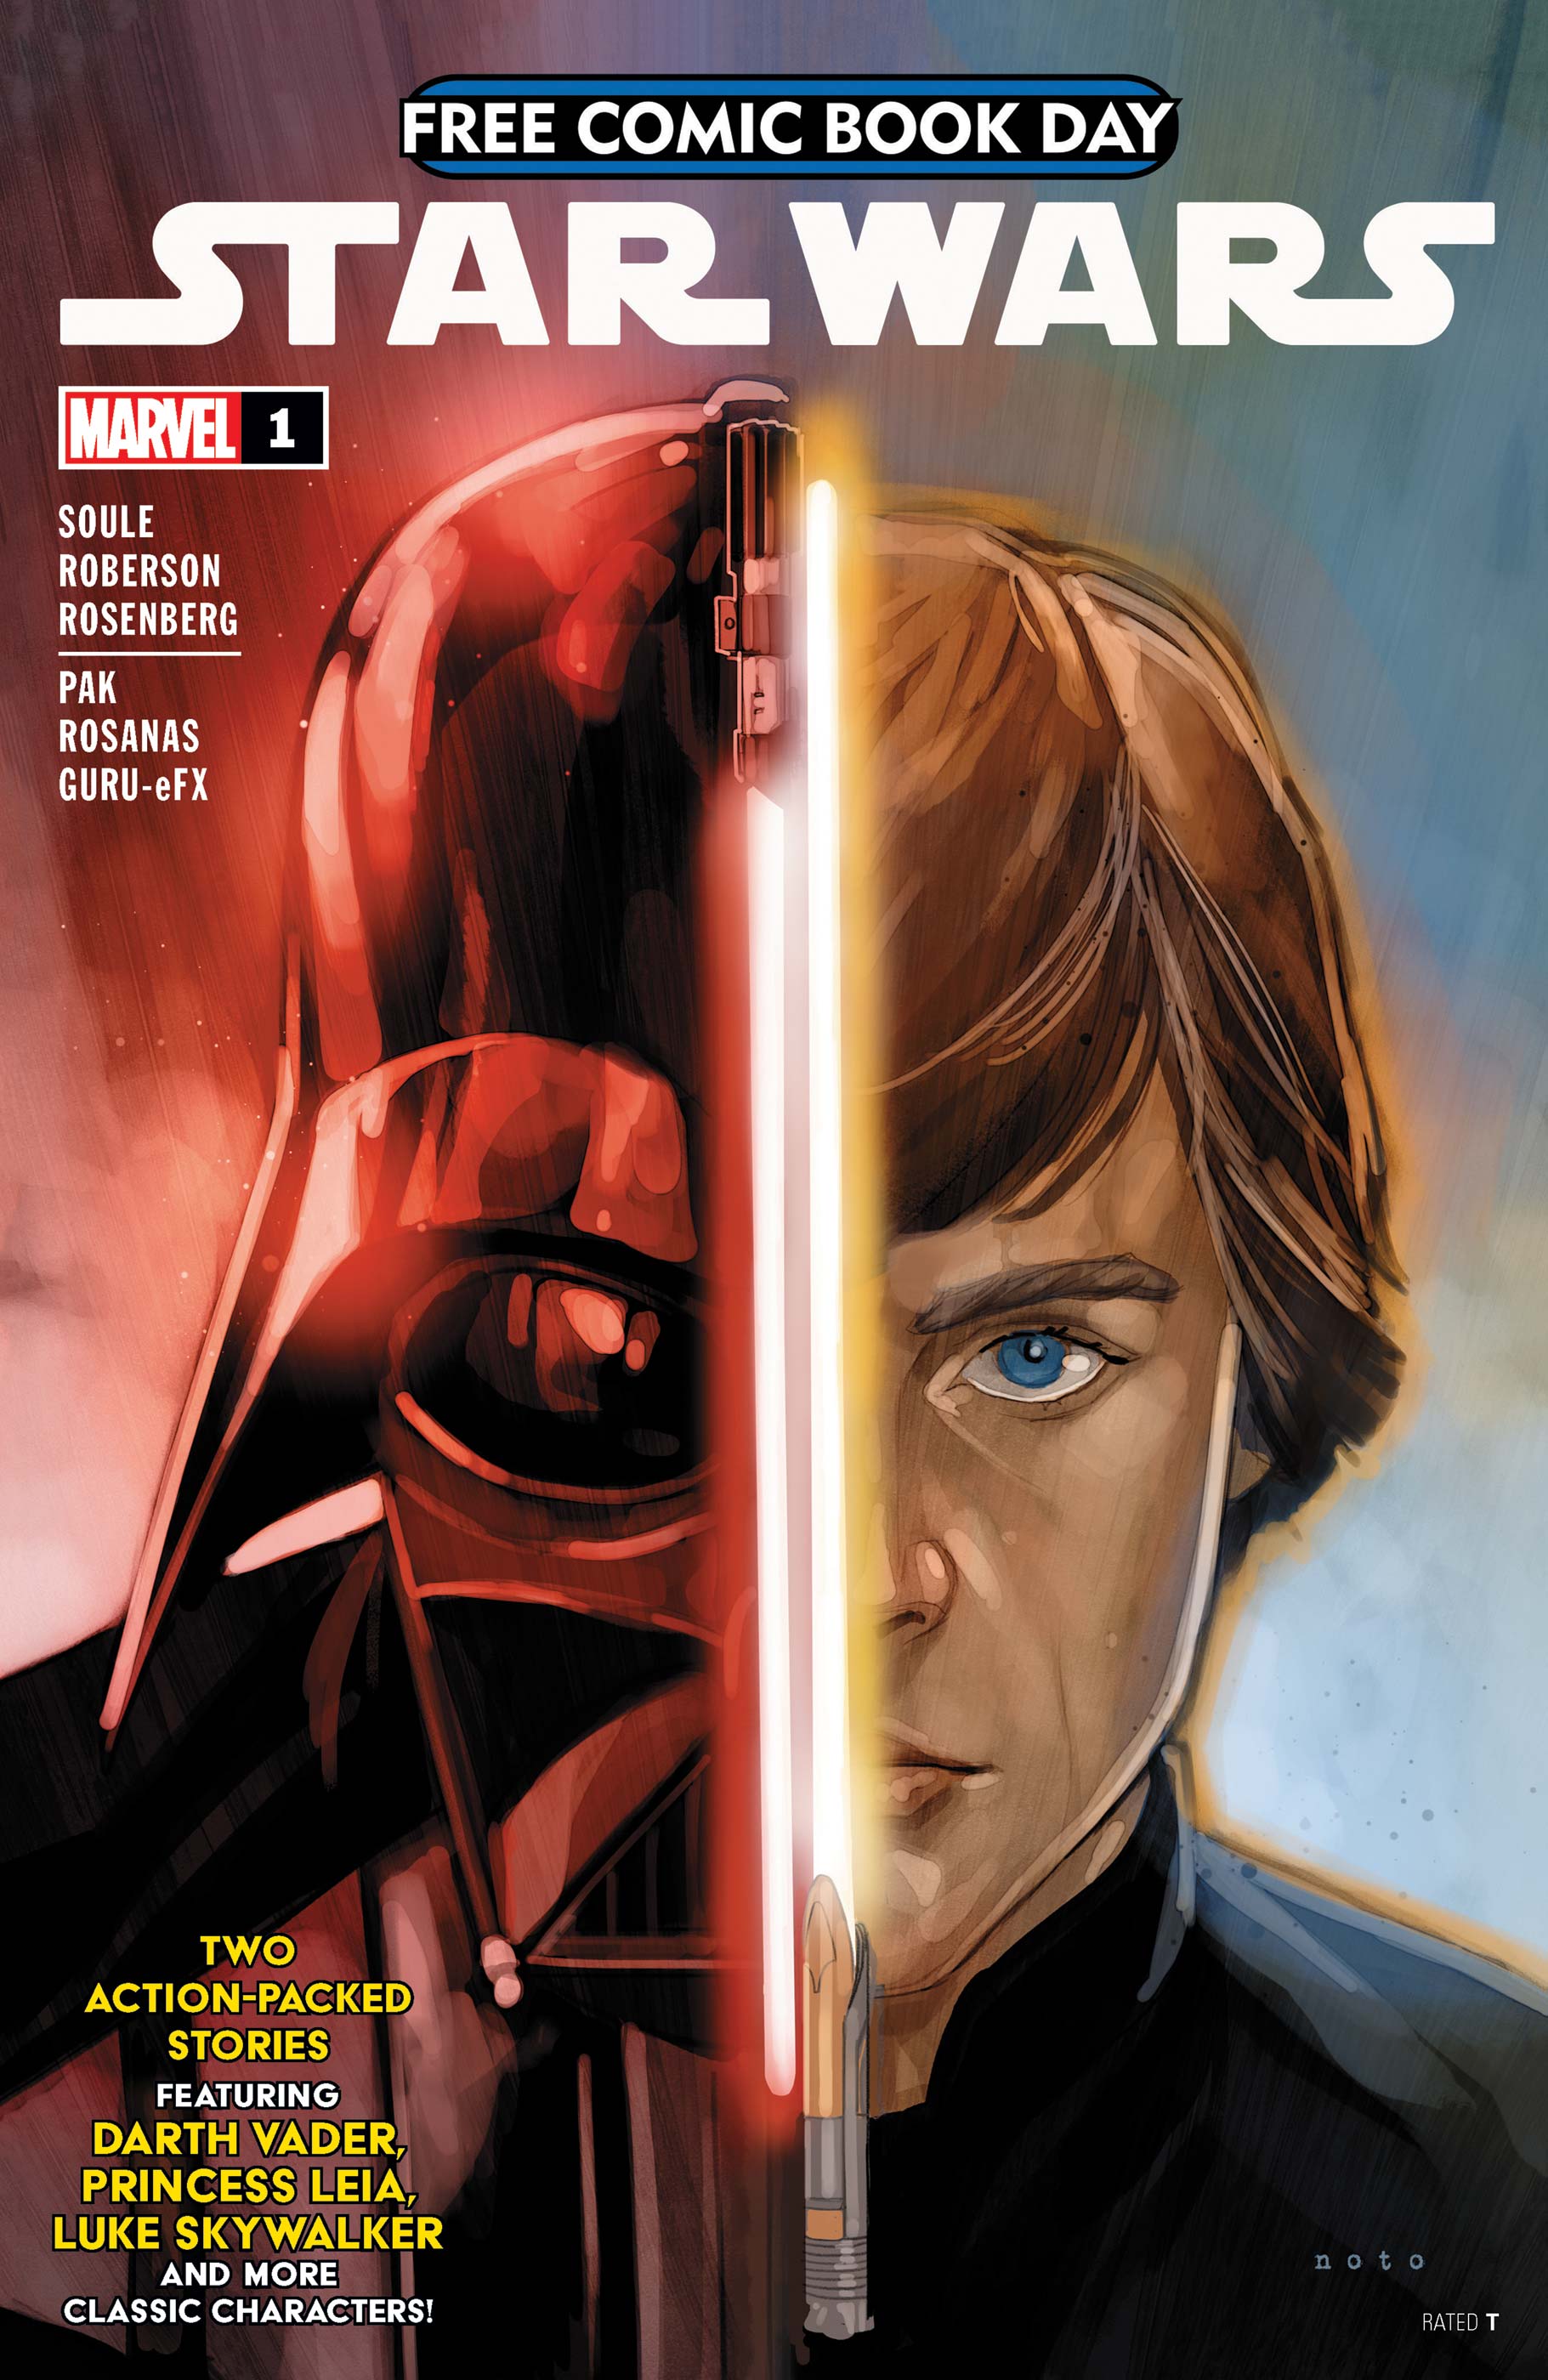 FREE COMIC BOOK DAY
STAR WARS
MARVEL 1
SOULE
ROBERSON
ROSENBERG
PAK
ROSANAS
GURU-eFX
TWO
ACTION-PACKED
STORIES
FEATURING
DARTH VADER,
PRINCESS LEIA,
LUKE SKYWALKER
AND MORE
CLASSIC CHARACTERS!
noto
RATED T